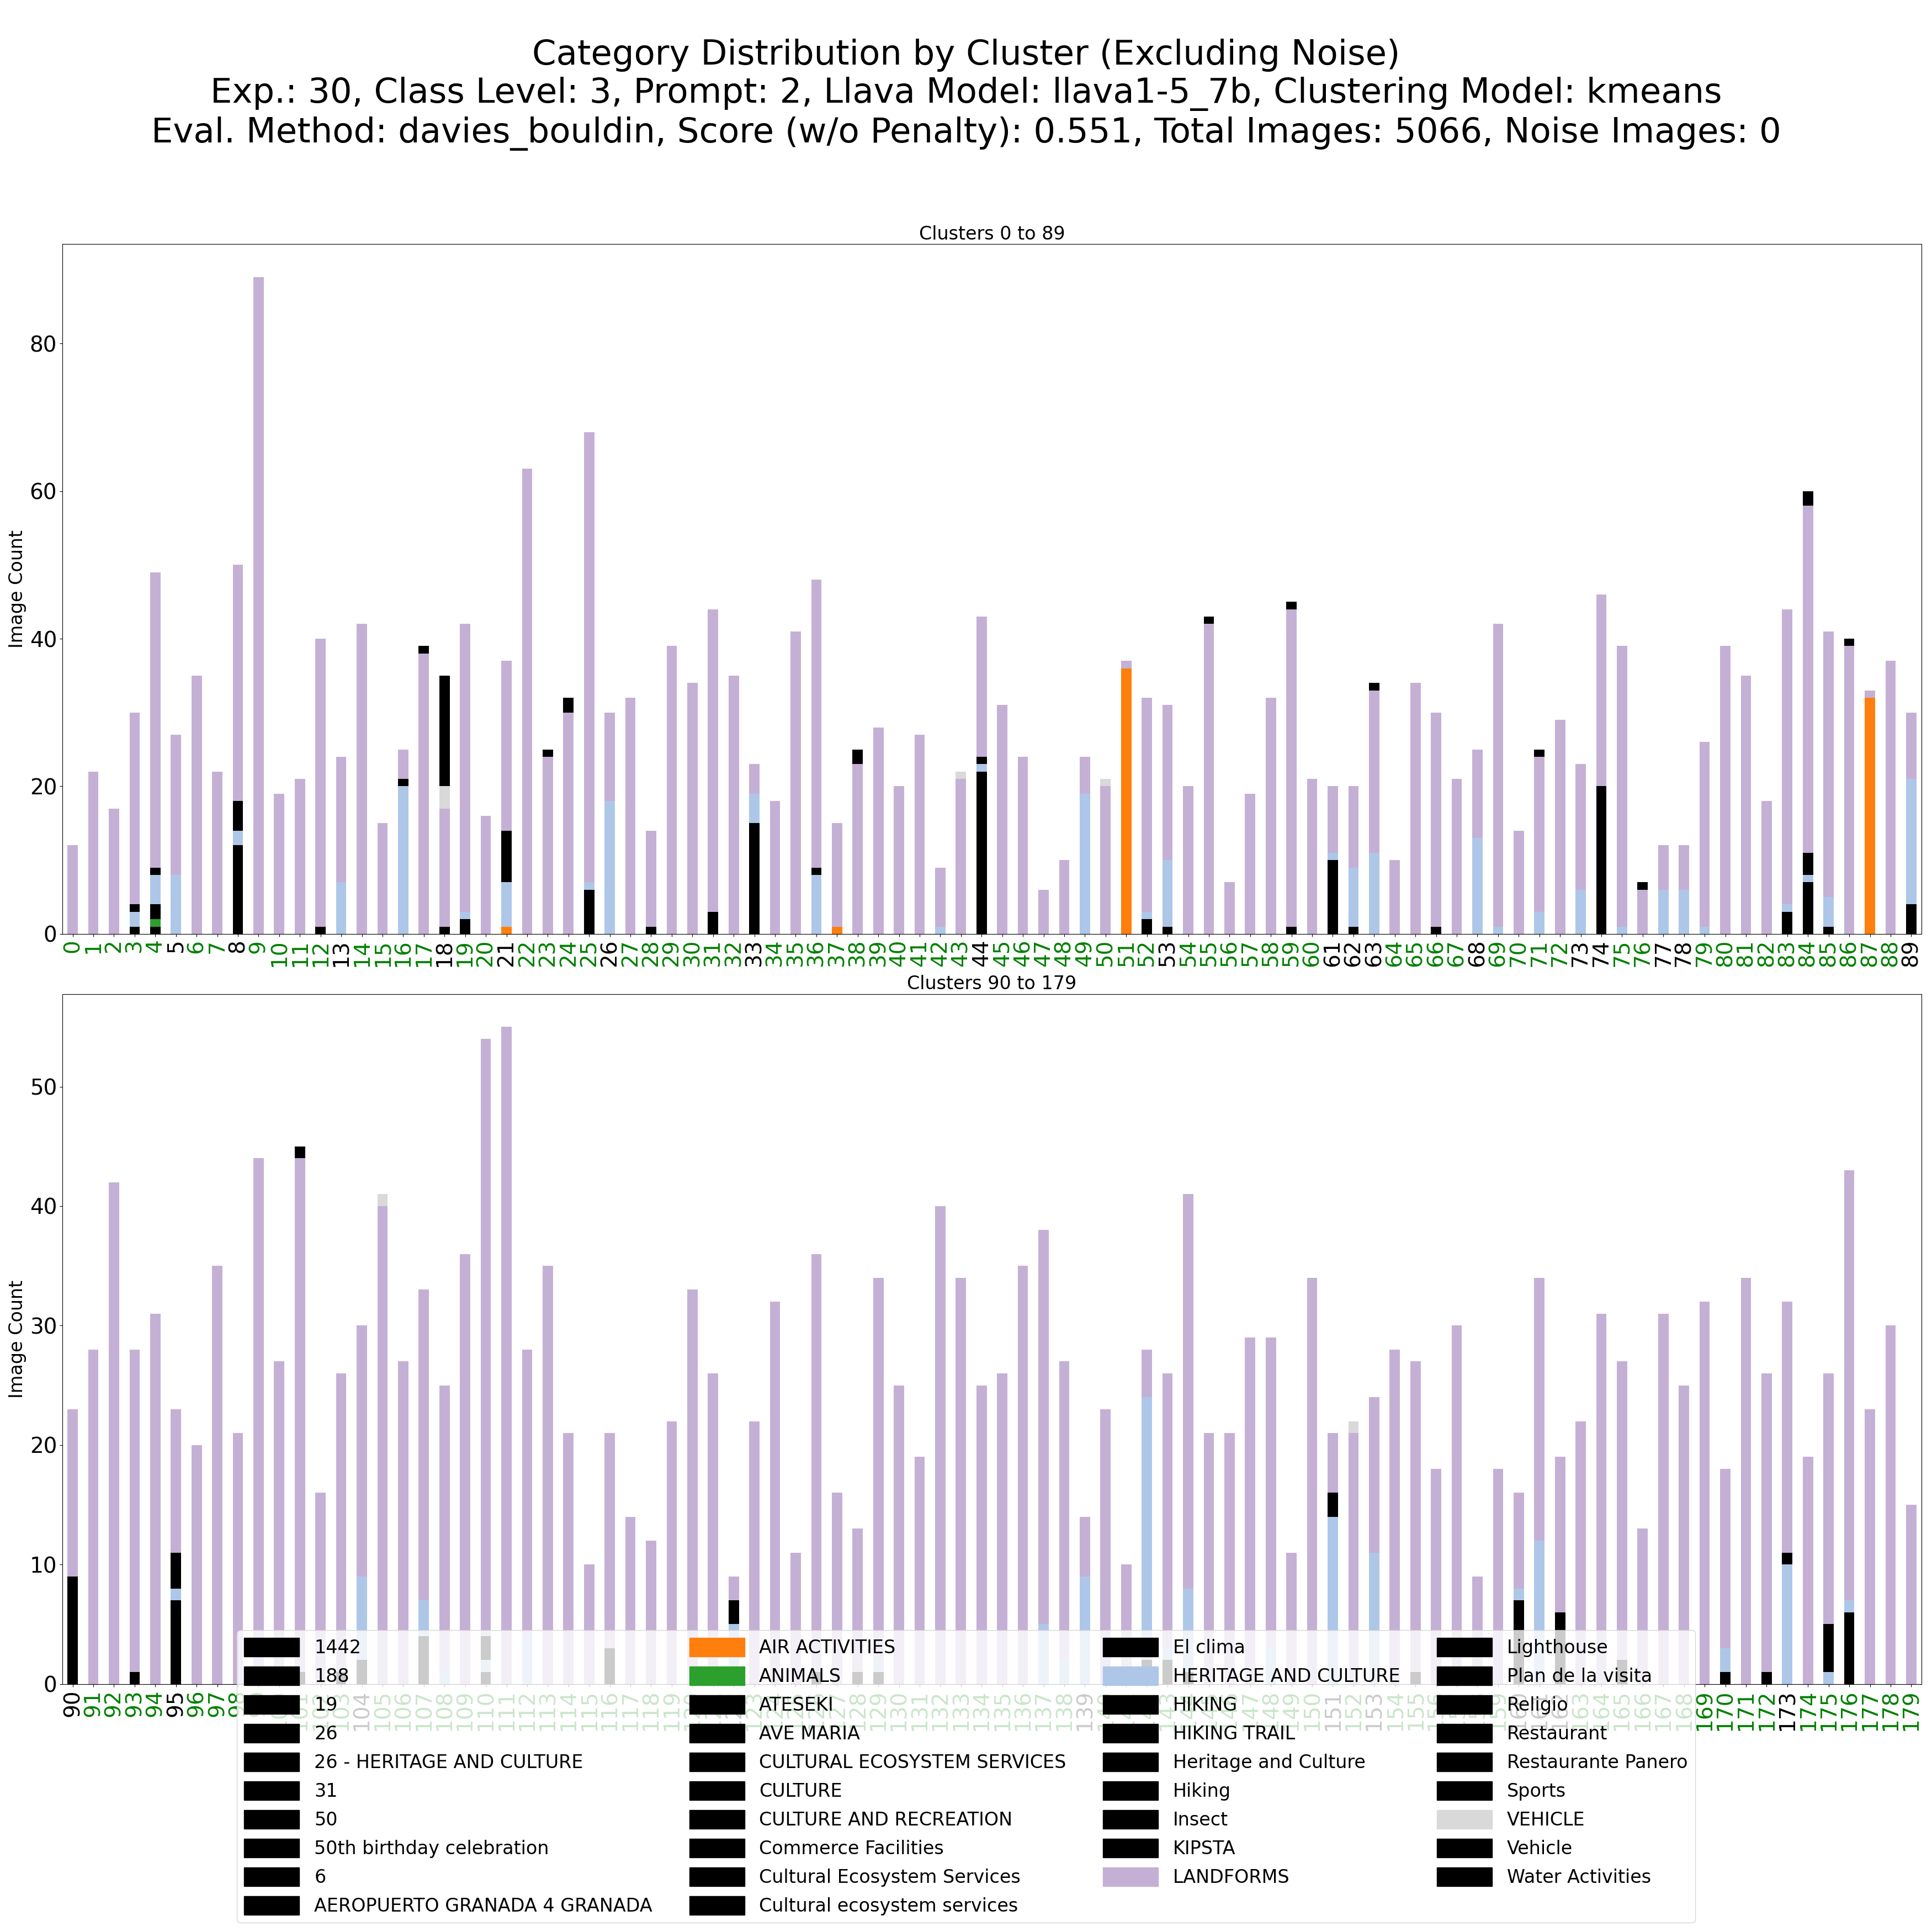 Category Distribution by Cluster (Excluding Noise)
Exp.: 30, Class Level: 3, Prompt: 2, Llava Model: llava1-5_7b, Clustering Model: kmeans
Eval. Method: davies_bouldin, Score (w/o Penalty): 0.551, Total Images: 5066, Noise Images: 0
Clusters 0 to 89
Image Count
80
60
40
20
0
0 1 2 3 4 5 6 7 8 9 10 11 12 13 14 15 16 17 18 19 20 21 22 23 24 25 26 27 28 29 30 31 32 33 34 35 36 37 38 39 40 41 42 43 44 45 46 47 48 49 50 51 52 53 54 55 56 57 58 59 60 61 62 63 64 65 66 67 68 69 70 71 72 73 74 75 76 77 78 79 80 81 82 83 84 85 86 87 88 89
Clusters 90 to 179
Image Count
50
40
30
20
10
0
90 91 92 93 94 95 96 97 98 103 104 105 106 107 108 109 110 111 112 113 114 115 116 117 118 119 128 129 130 131 132 133 134 135 136 137 138 139 147 148 149 150 151 152 153 154 155 163 164 165 166 167 168 169 170 171 172 173 174 175 176 177 178 179
1442
188
19
26
26 - HERITAGE AND CULTURE
31
50
50th birthday celebration
6
AEROPUERTO GRANADA 4 GRANADA
AIR ACTIVITIES
ANIMALS
ATESEKI
AVE MARIA
CULTURAL ECOSYSTEM SERVICES
CULTURE
CULTURE AND RECREATION
Commerce Facilities
Cultural Ecosystem Services
Cultural ecosystem services
El clima
HERITAGE AND CULTURE
HIKING
HIKING TRAIL
Heritage and Culture
Hiking
Insect
KIPSTA
LANDFORMS
Lighthouse
Plan de la visita
Religío
Restaurant
Restaurante Panero
Sports
VEHICLE
Vehicle
Water Activities